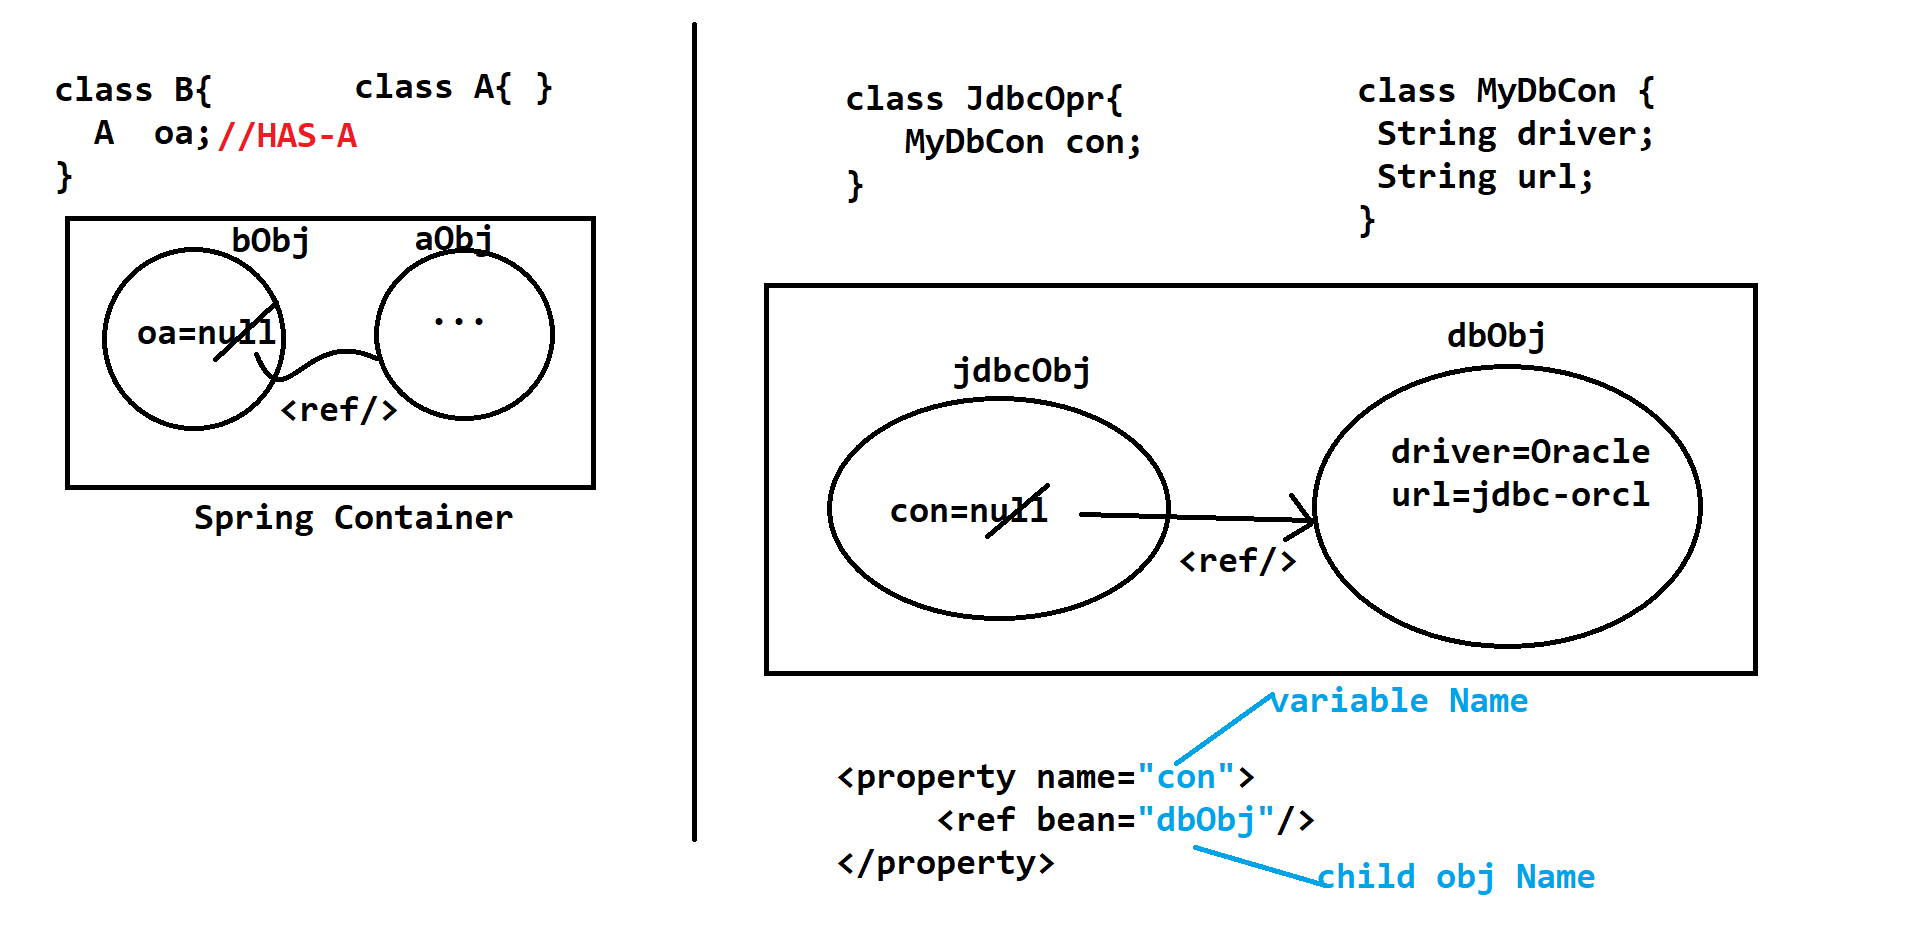 class B{
  A  oa; //HAS-A
}
class A{ }
bObj
aObj
oa=null
...
<ref/>
Spring Container
class JdbcOpr{
   MyDbCon con;
}
class MyDbCon {
 String driver;
 String url;
}
jdbcObj
dbObj
con=null
<ref/>
driver=Oracle
url=jdbc-orcl
variable Name
<property name="con">
     <ref bean="dbObj"/>
</property>
child obj Name